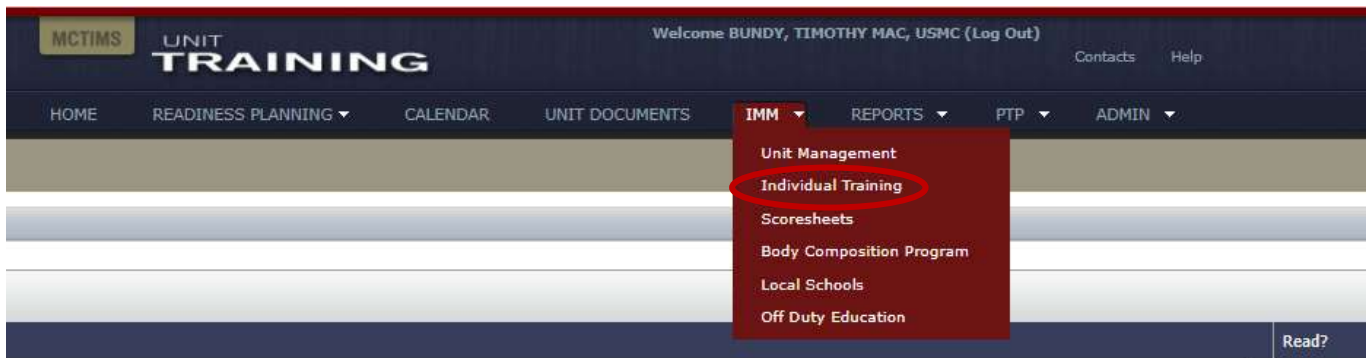 MCTIMS
UNIT
TRAINING
Welcome BUNDY, TIMOTHY MAC, USMC (Log Out)
Contacts Help
HOME READINESS PLANNING CALENDAR UNIT DOCUMENTS IMM REPORTS PTP ADMIN
Unit Management
Individual Training
Scoresheets
Body Composition Program
Local Schools
Off Duty Education
Read?